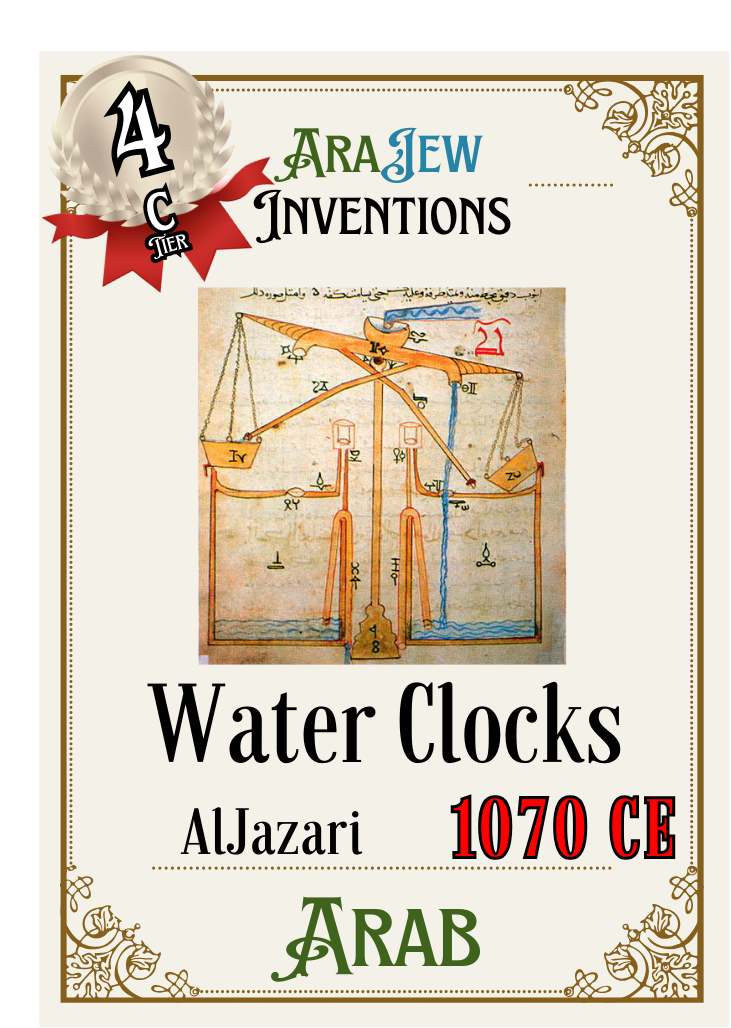 4
C
Tier
AraJew
Inventions
Water Clocks
AlJazari 1070 CE
Arab